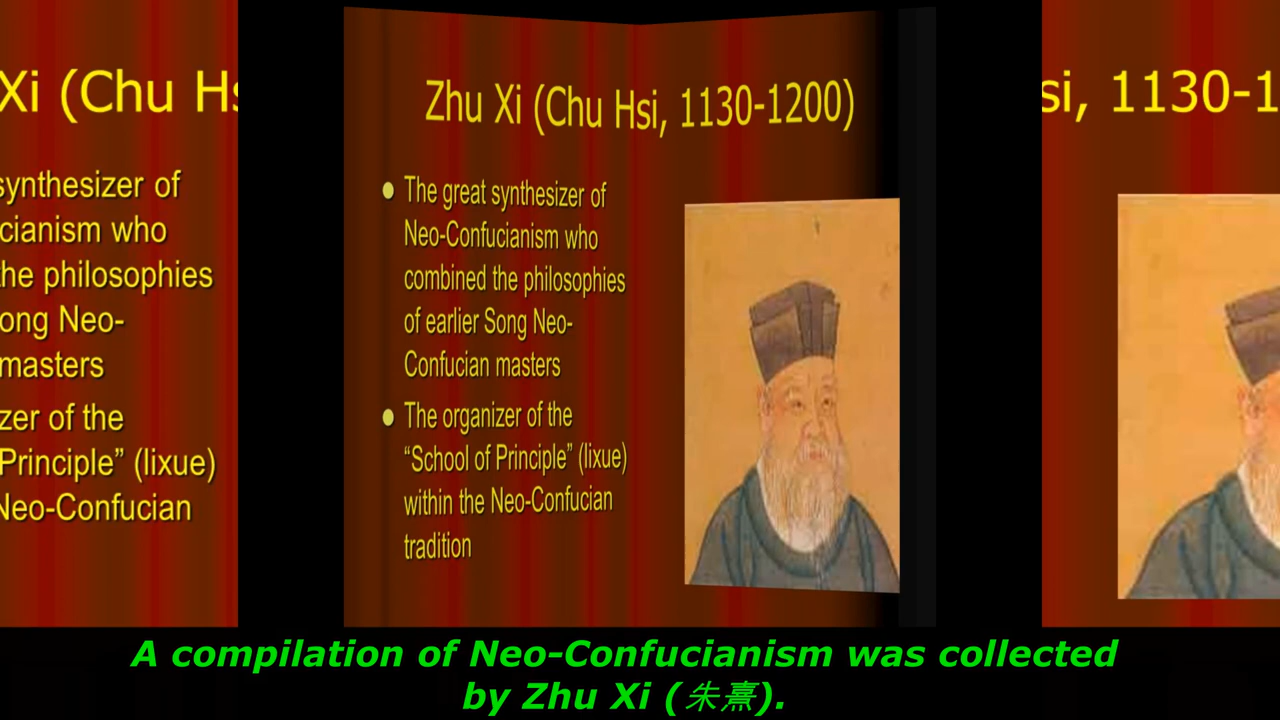 Xi (Chu Hs
synthesizer of
cianism who
the philosophies
ong Neo-
masters
zer of the
Principle” (lixue)
Neo-Confucian
Zhu Xi (Chu Hsi, 1130-1200)
● The great synthesizer of
Neo-Confucianism who
combined the philosophies
of earlier Song Neo-
Confucian masters
● The organizer of the
“School of Principle” (lixue)
within the Neo-Confucian
tradition
si, 1130-1
A compilation of Neo-Confucianism was collected
by Zhu Xi (朱熹).